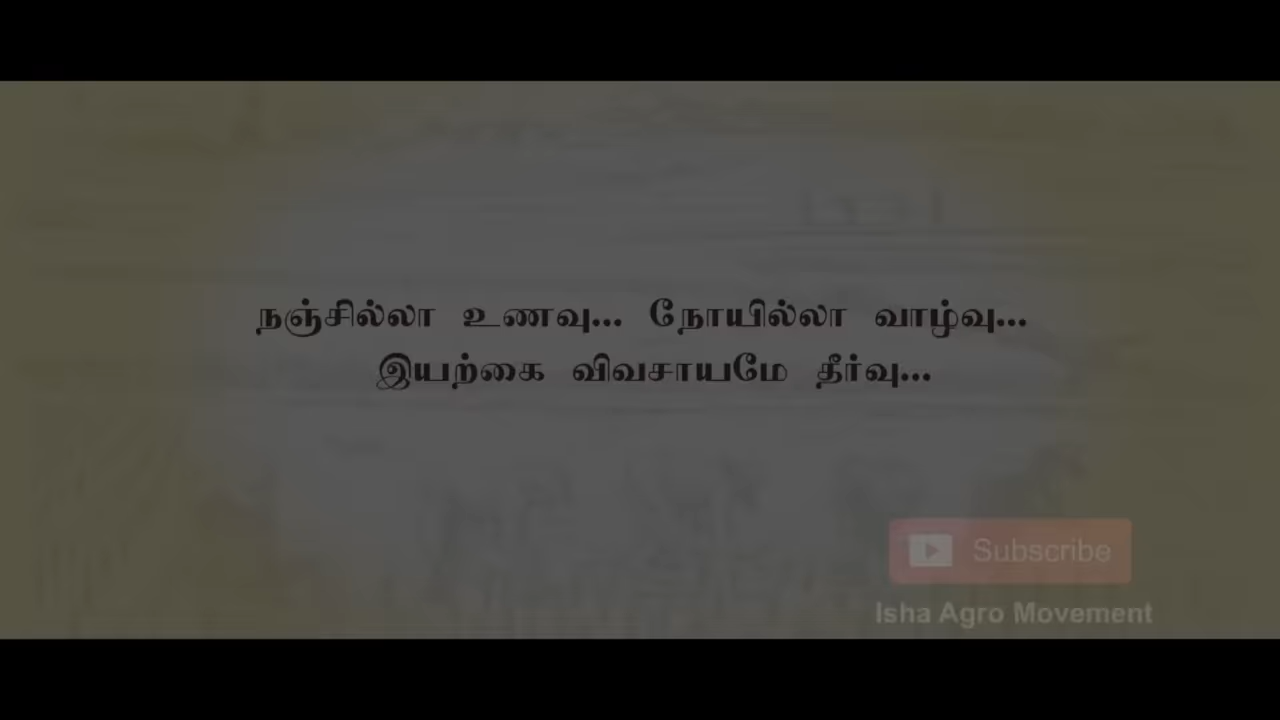 நஞ்சில்லா உணவு... நோயில்லா வாழ்வு...
இயற்கை விவசாயமே தீர்வு...
Subscribe
Isha Agro Movement